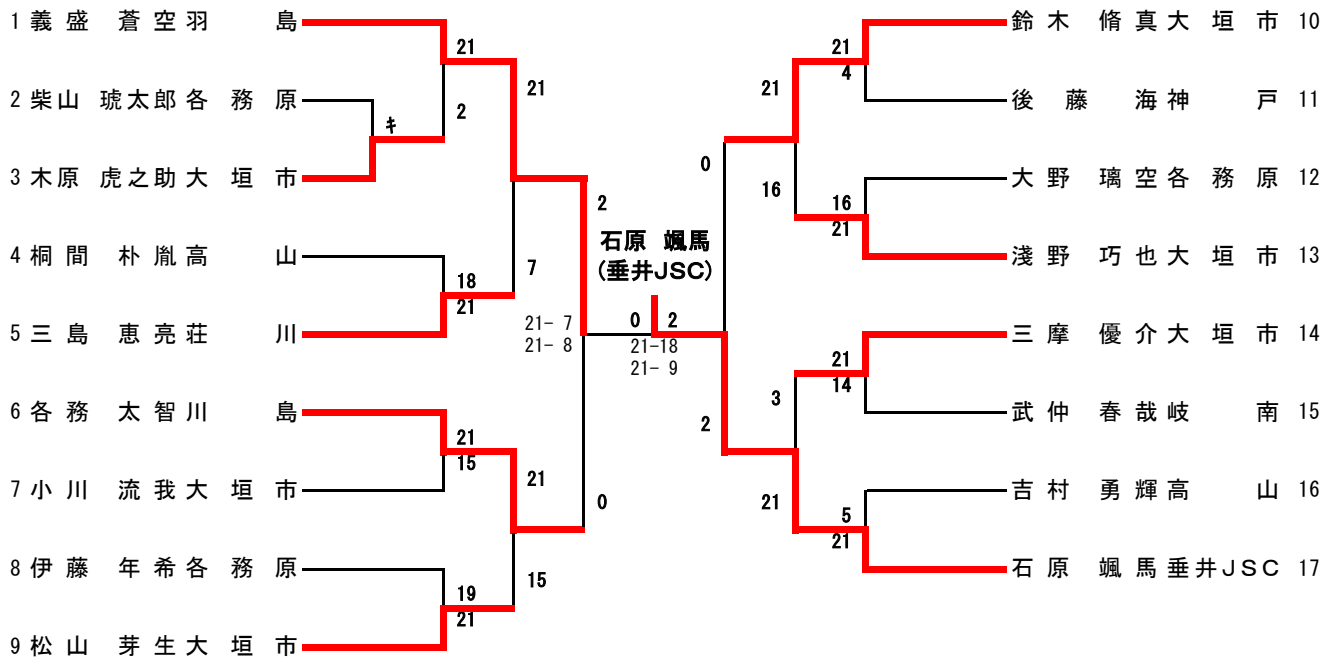 1 義盛 蒼空 羽島
21
2 柴山 琥太郎 各務原
2
キ
3 木原 虎之助 大垣市
21
4 桐間 朴胤 高山
18
21
5 三島 恵亮 荘川
7
2
21- 7
21- 8
6 各務 太智 川島
21
15
7 小川 流我 大垣市
21
8 伊藤 年希 各務原
19
21
9 松山 芽生 大垣市
15
0
石原 颯馬
(垂井JSC)
0 2
21-18
21- 9
鈴木 脩真 大垣市 10
21
4
後藤 海 神戸 11
21
大野 璃空 各務原 12
16
21
淺野 巧也 大垣市 13
16
0
三摩 優介 大垣市 14
21
14
武仲 春哉 岐南 15
3
2
吉村 勇輝 高山 16
5
21
石原 颯馬 垂井JSC 17
21